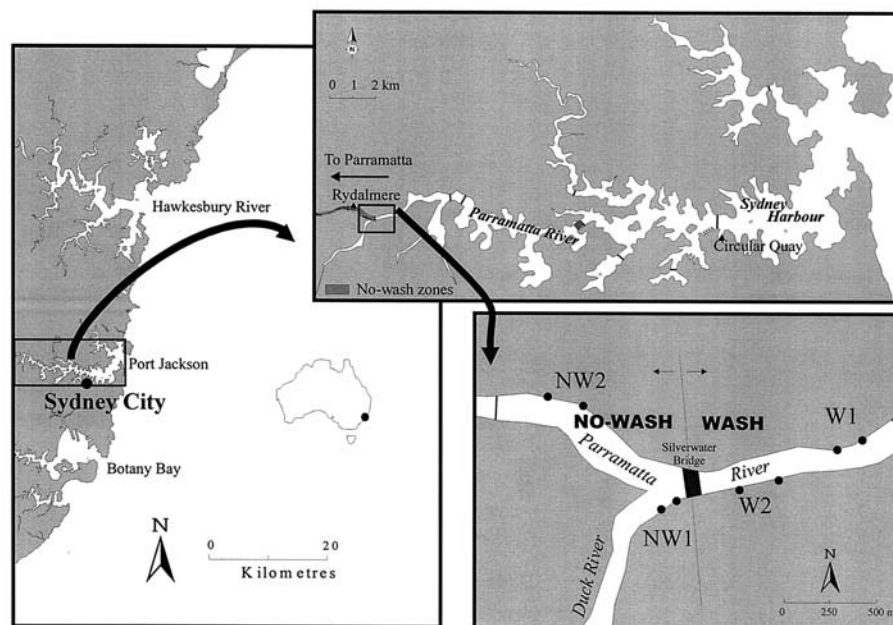 Hawkesbury River
Port Jackson
Sydney City
Botany Bay
N
0 20
Kilometres
N
0 1 2 km
To Parramatta
Rydalmere
Parramatta River
Sydney
Harbour
Circular Quay
No-wash zones
NW2
NO-WASH WASH
W1
Silverwater
Bridge
Parramatta
River
W2
NW1
Duck River
N
0 250 500 m